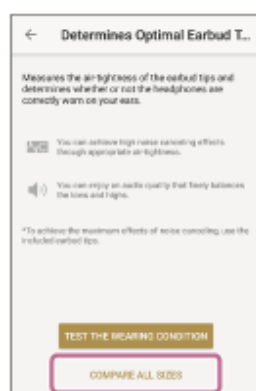 ← Determines Optimal Earbud T...
Measures the air-tightness of the earbud tips and
determines whether or not the headphones are
correctly worn on your ears.
You can achieve high noise canceling effects
through appropriate air-tightness.
You can enjoy an audio quality that finely balances
the lows and highs.
*To achieve the maximum effects of noise canceling, use the
included earbud tips.
TEST THE WEARING CONDITION
COMPARE ALL SIZES